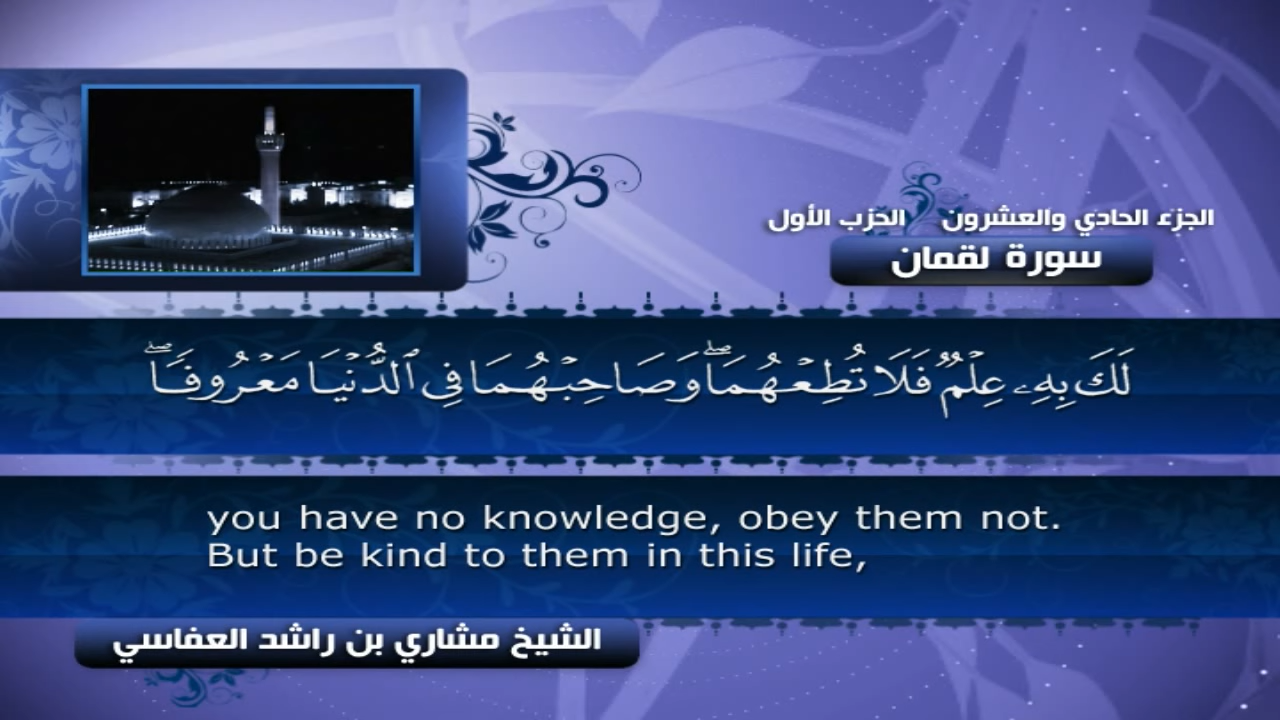 الجزء الحادي والعشرون الحزب الأول
سورة لقمان
لَكَ بِهِۦ عِلْمٌ فَلَا تُطِعْهُمَا ۖ وَصَاحِبْهُمَا فِى ٱلدُّنْيَا مَعْرُوفًا ۖ
you have no knowledge, obey them not.
But be kind to them in this life,
الشيخ مشاري بن راشد العفاسي